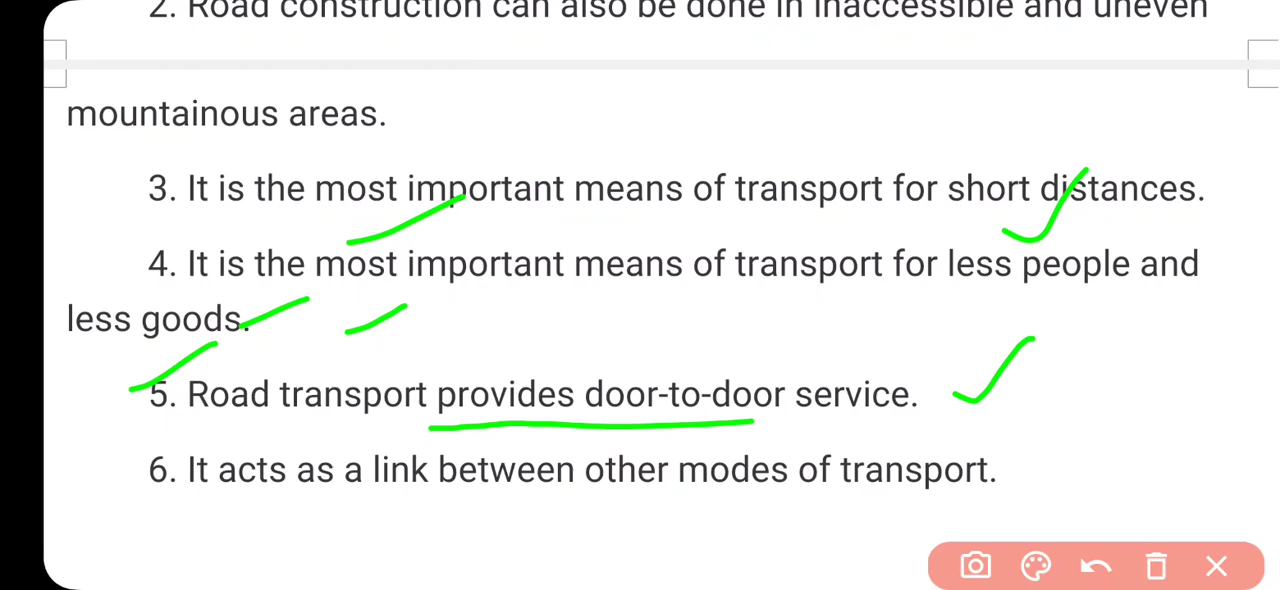 2. Road construction can also be done in inaccessible and uneven
mountainous areas.
3. It is the most important means of transport for short distances.
4. It is the most important means of transport for less people and
less goods.
5. Road transport provides door-to-door service.
6. It acts as a link between other modes of transport.